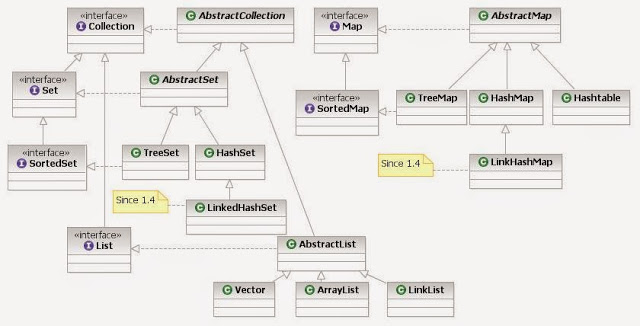 «interface»
Collection
AbstractCollection
«interface»
Map
AbstractMap
«interface»
Set
AbstractSet
«interface»
SortedMap
TreeMap
HashMap
Hashtable
«interface»
SortedSet
TreeSet
HashSet
Since 1.4
LinkHashMap
Since 1.4
LinkedHashSet
«interface»
List
AbstractList
Vector
ArrayList
LinkList